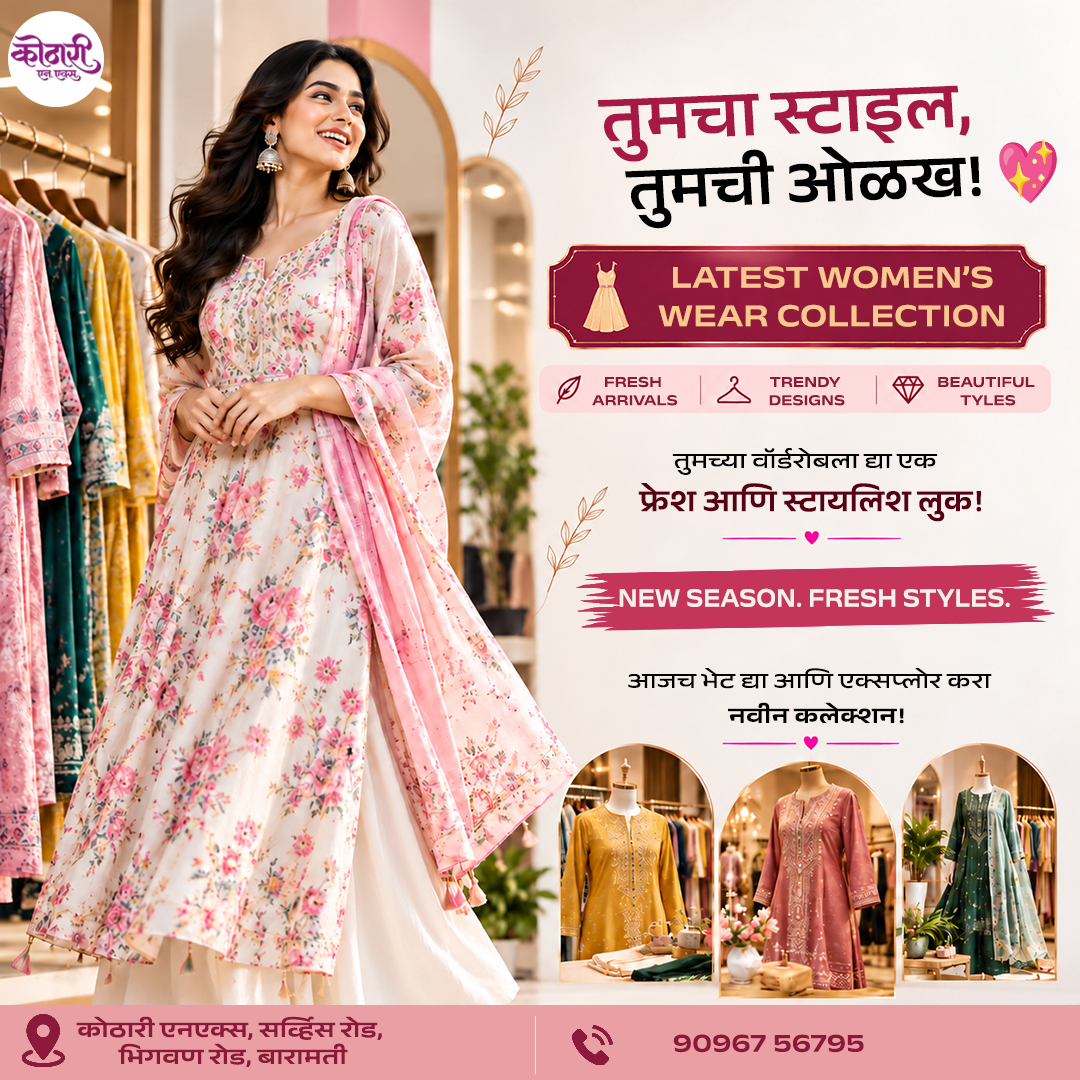 कोठारी
एन एक्स
तुमचा स्टाइल,
तुमची ओळख!
LATEST WOMEN'S
WEAR COLLECTION
FRESH
ARRIVALS
TRENDY
DESIGNS
BEAUTIFUL
TYLES
तुमच्या वॉर्डरोबला द्या एक
फ्रेश आणि स्टायलिश लुक!
NEW SEASON. FRESH STYLES.
आजच भेट द्या आणि एक्सप्लोर करा
नवीन कलेक्शन!
कोठारी एनएक्स, सर्व्हिस रोड,
भिगवण रोड, बारामती
90967 56795